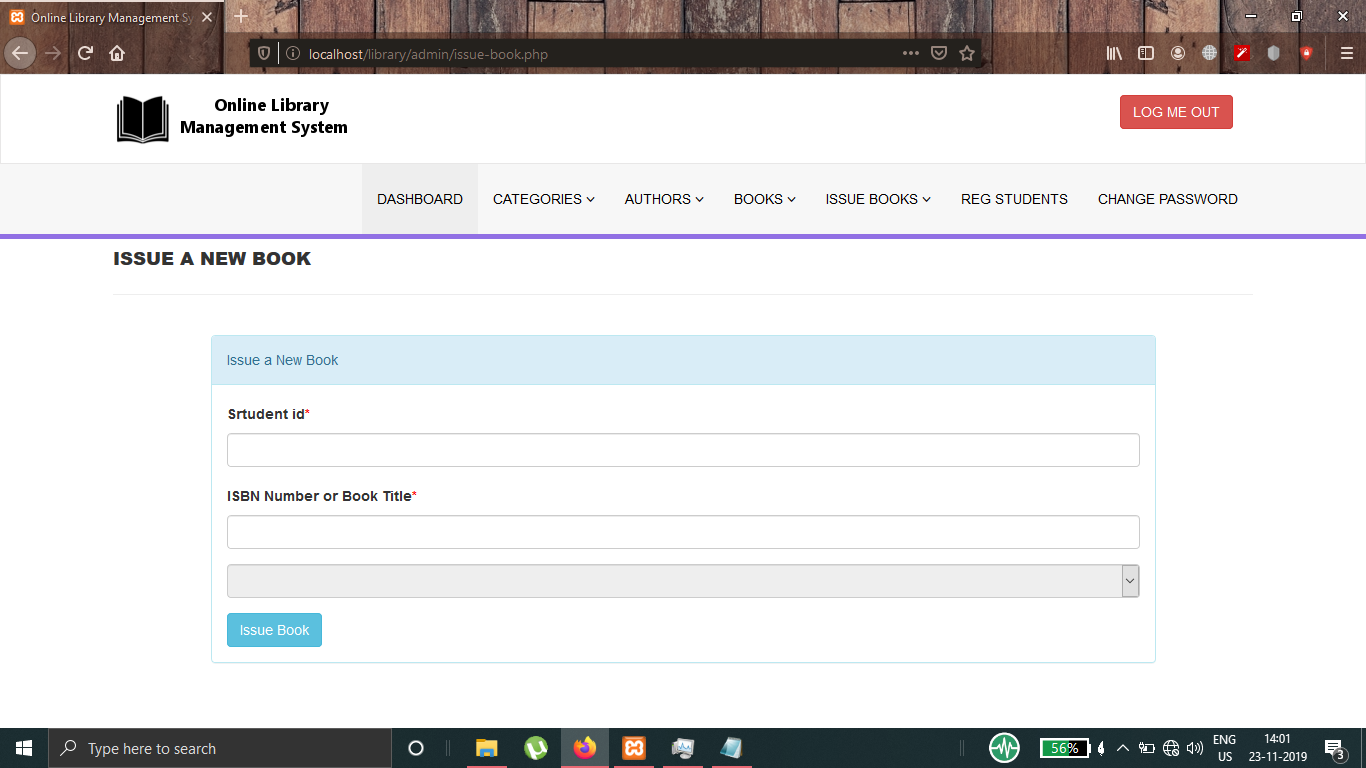 Online Library Management Sy
localhost/library/admin/issue-book.php
Online Library
Management System
LOG ME OUT
DASHBOARD CATEGORIES AUTHORS BOOKS ISSUE BOOKS REG STUDENTS CHANGE PASSWORD
ISSUE A NEW BOOK
Issue a New Book
Srtudent id*
ISBN Number or Book Title*
Issue Book
Type here to search
56%
ENG
US
14:01
23-11-2019
3